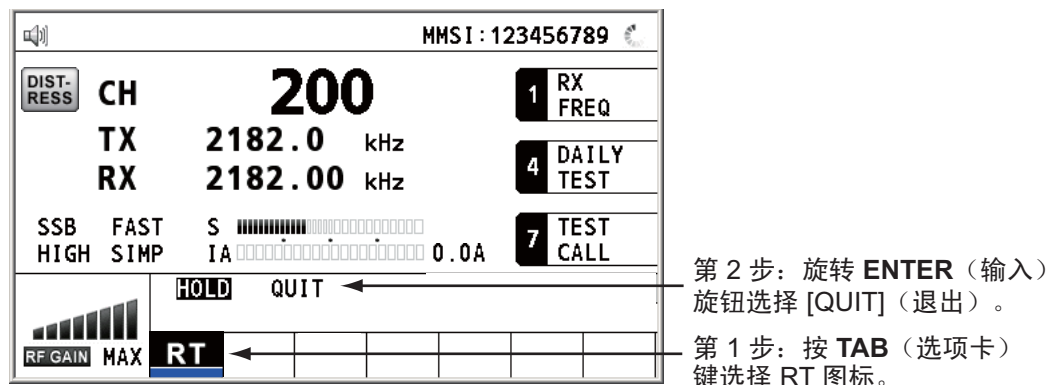 MMSI:123456789
DIST-
RESS
CH 200
1 RX
FREQ
TX 2182.0 kHz
RX 2182.00 kHz
4 DAILY
TEST
SSB FAST S
HIGH SIMP IA 0.0A
7 TEST
CALL
HOLD QUIT
第 2 步：旋转 ENTER（输入）
旋钮选择 [QUIT]（退出）。
RF GAIN MAX RT
第 1 步：按 TAB（选项卡）
键选择 RT 图标。